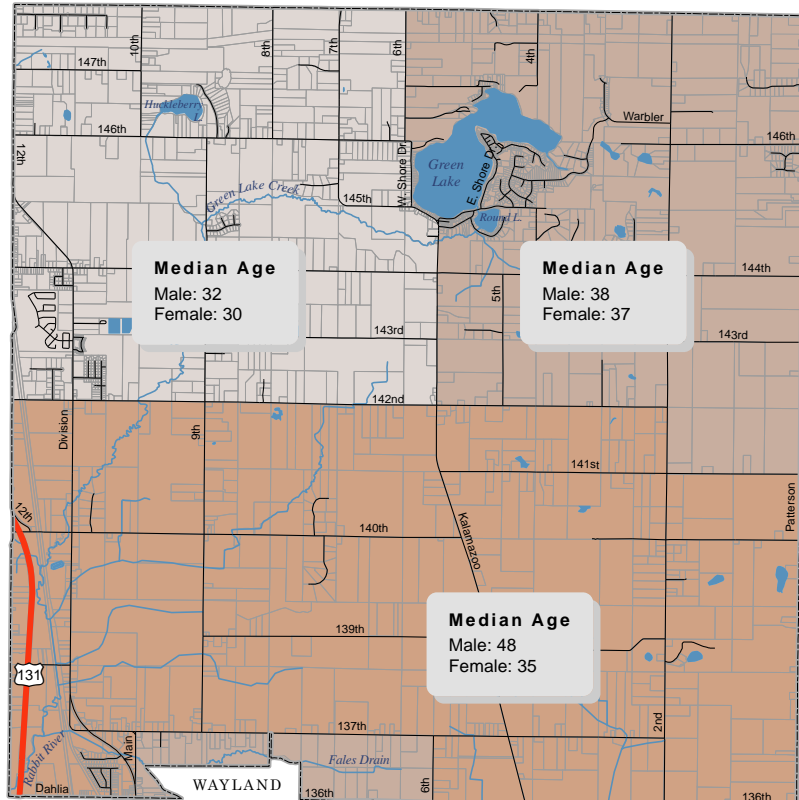 10th
8th
7th
6th
4th
147th
Huckleberry
L.
Warbler
146th
146th
12th
Green
Lake
W. Shore Dr.
E. Shore Dr.
Green Lake Creek
145th
Round L.
Median Age
Male: 32
Female: 30
Median Age
Male: 38
Female: 37
144th
5th
143rd
143rd
142nd
Division
9th
141st
Patterson
12th
140th
Kalamazoo
139th
Median Age
Male: 48
Female: 35
131
2nd
137th
Main
Rabbit River
Fales Drain
6th
Dahlia
WAYLAND
136th
136th